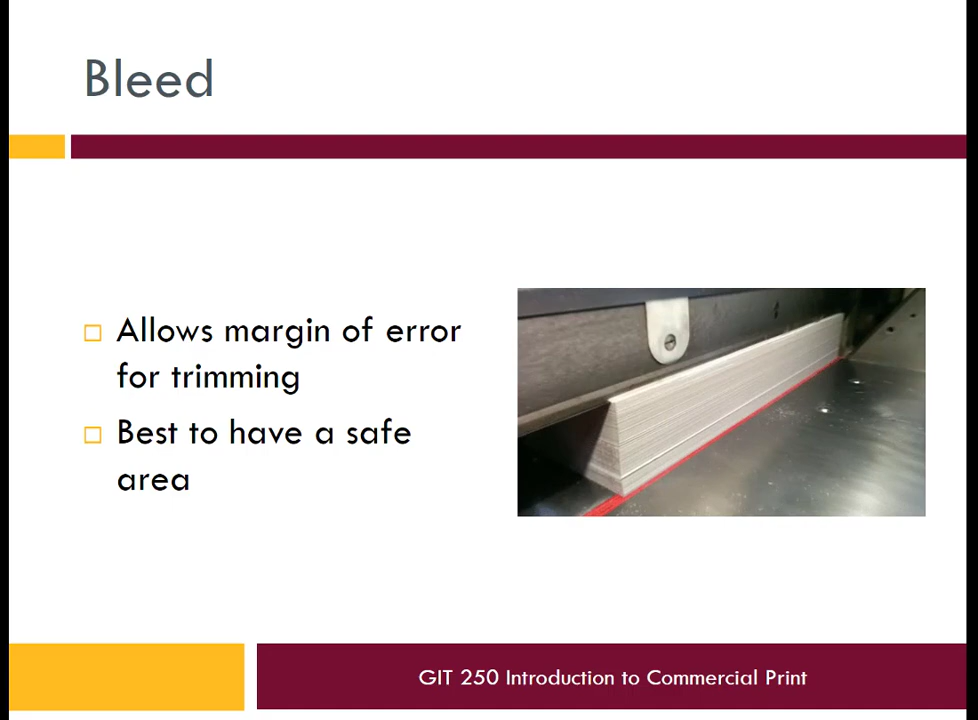 Bleed
Allows margin of error
for trimming
Best to have a safe
area
GIT 250 Introduction to Commercial Print